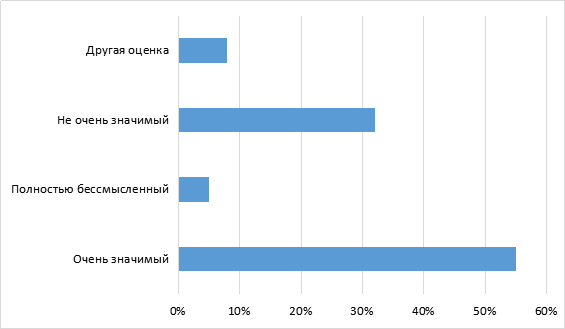 Другая оценка
Не очень значимый
Полностью бессмысленный
Очень значимый
0% 10% 20% 30% 40% 50% 60%